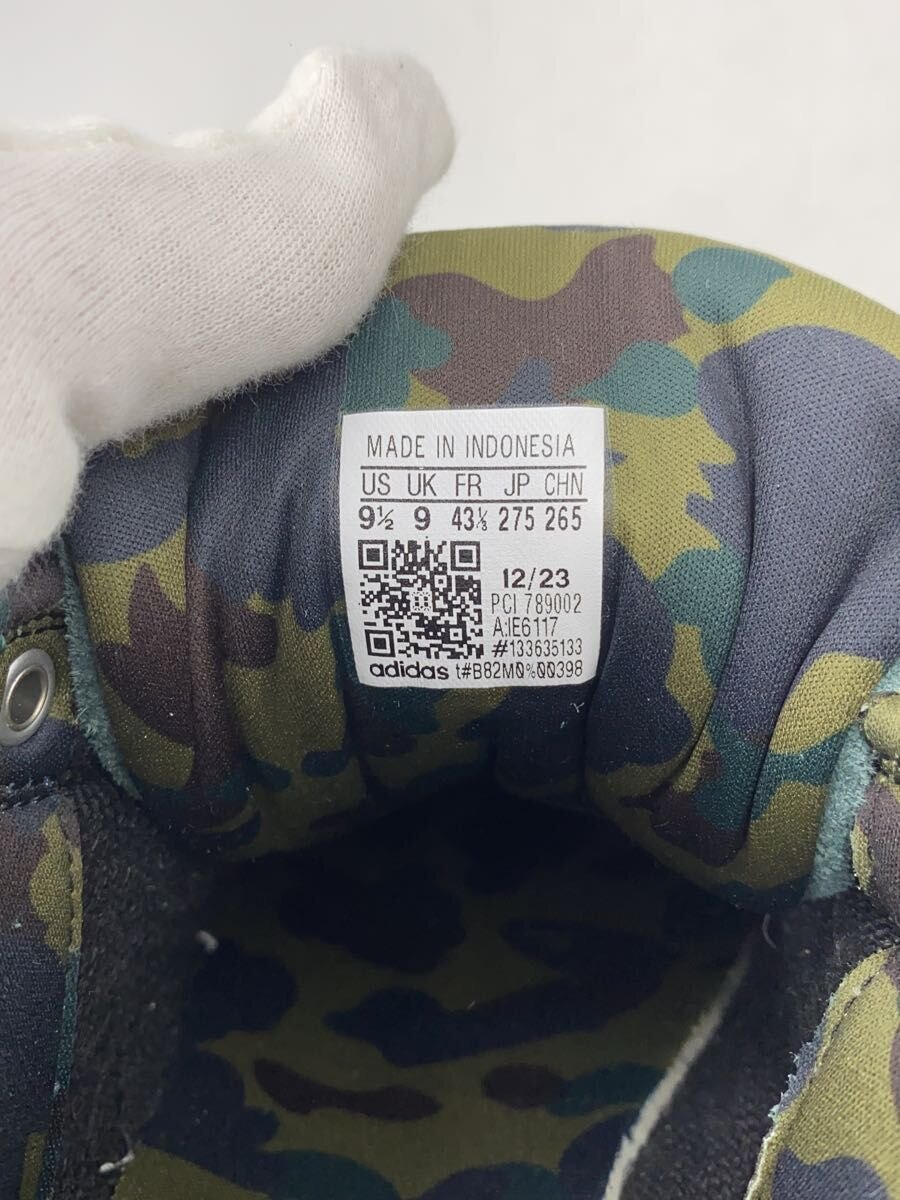 MADE IN INDONESIA
US UK FR JP CHN
9½ 9 43⅓ 275 265
12/23
PCI 789002
A:IE6117
#133635133
adidas t#B82M0%00398